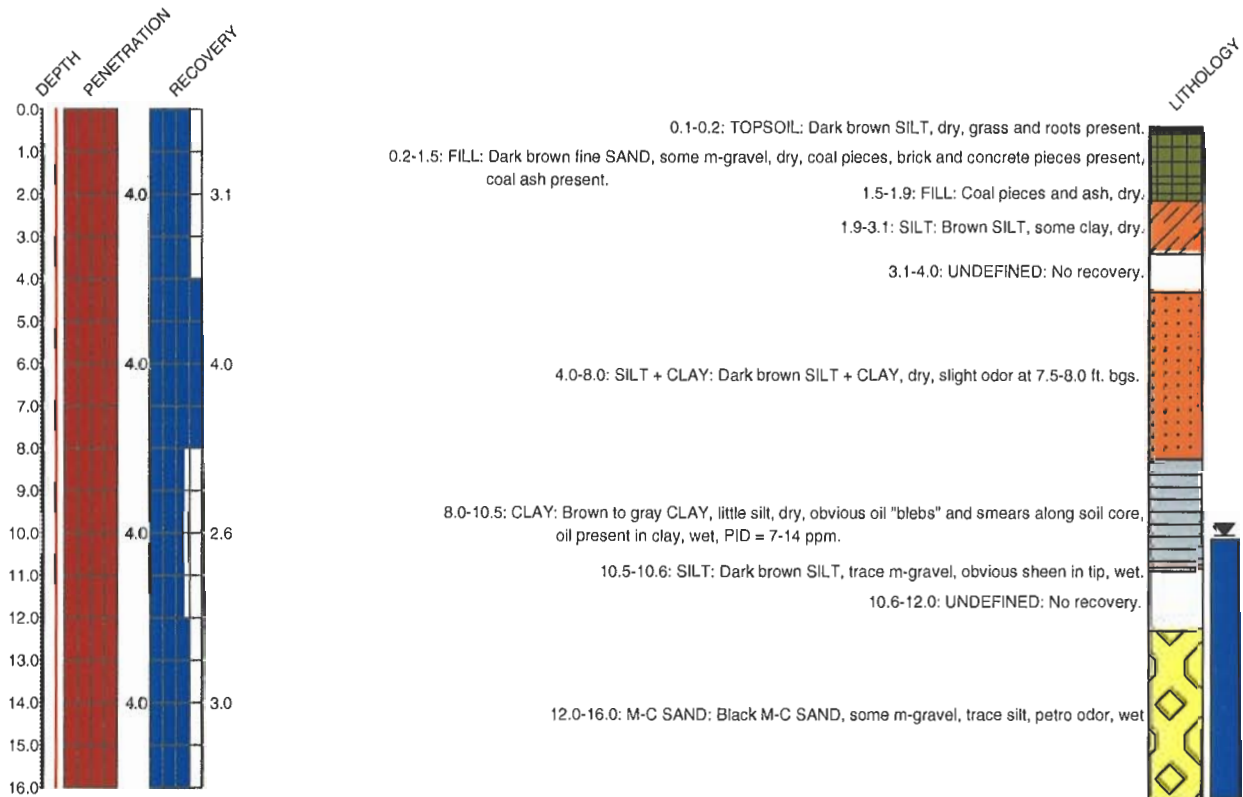 DEPTH
PENETRATION
RECOVERY
LITHOLOGY
0.0
1.0
2.0
3.0
4.0
5.0
6.0
7.0
8.0
9.0
10.0
11.0
12.0
13.0
14.0
15.0
16.0
4.0
4.0
4.0
4.0
3.1
4.0
2.6
3.0
0.1-0.2: TOPSOIL: Dark brown SILT, dry, grass and roots present.
0.2-1.5: FILL: Dark brown fine SAND, some m-gravel, dry, coal pieces, brick and concrete pieces present,
coal ash present.
1.5-1.9: FILL: Coal pieces and ash, dry.
1.9-3.1: SILT: Brown SILT, some clay, dry.
3.1-4.0: UNDEFINED: No recovery.
4.0-8.0: SILT + CLAY: Dark brown SILT + CLAY, dry, slight odor at 7.5-8.0 ft. bgs.
8.0-10.5: CLAY: Brown to gray CLAY, little silt, dry, obvious oil "blebs" and smears along soil core,
oil present in clay, wet, PID = 7-14 ppm.
10.5-10.6: SILT: Dark brown SILT, trace m-gravel, obvious sheen in tip, wet.
10.6-12.0: UNDEFINED: No recovery.
12.0-16.0: M-C SAND: Black M-C SAND, some m-gravel, trace silt, petro odor, wet